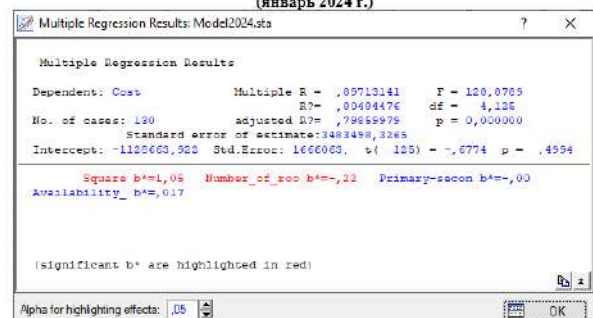 (январь 2024 г.)
Multiple Regression Results: Model2024.sta ? ×
Multiple Regression Results
Dependent: Cost Multiple R = ,89713141 F = 128,8789
R?= ,80484476 df = 4,125
No. of cases: 130 adjusted R?= ,79859979 p = 0,000000
Standard error of estimate:3483498,3265
Intercept: -1128663,922 Std.Error: 1666063, t( 125) = -,6774 p = ,4994
Square b*=1,06 Number_of_roo b*=-,22 Primary-secon b*=-,00
Availability_ b*=,017
(significant b* are highlighted in red)
Alpha for highlighting effects: ,05 OK